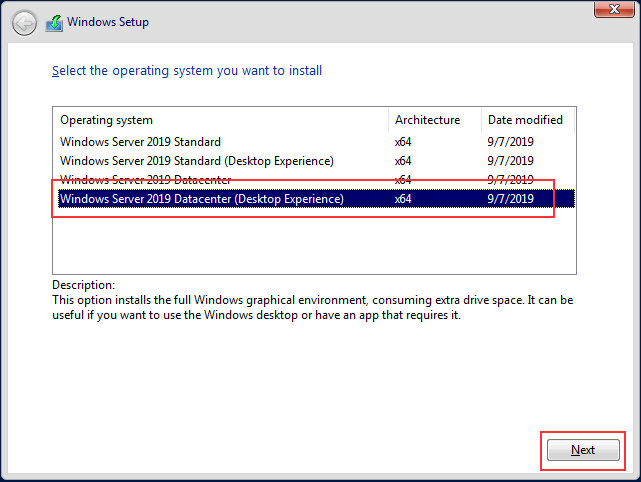 Windows Setup
Select the operating system you want to install
Operating system Architecture Date modified
Windows Server 2019 Standard x64 9/7/2019
Windows Server 2019 Standard (Desktop Experience) x64 9/7/2019
Windows Server 2019 Datacenter x64 9/7/2019
Windows Server 2019 Datacenter (Desktop Experience) x64 9/7/2019
Description:
This option installs the full Windows graphical environment, consuming extra drive space. It can be
useful if you want to use the Windows desktop or have an app that requires it.
Next